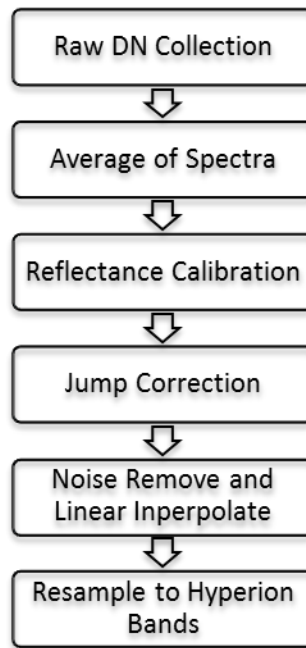 Raw DN Collection
Average of Spectra
Reflectance Calibration
Jump Correction
Noise Remove and
Linear Inperpolate
Resample to Hyperion
Bands